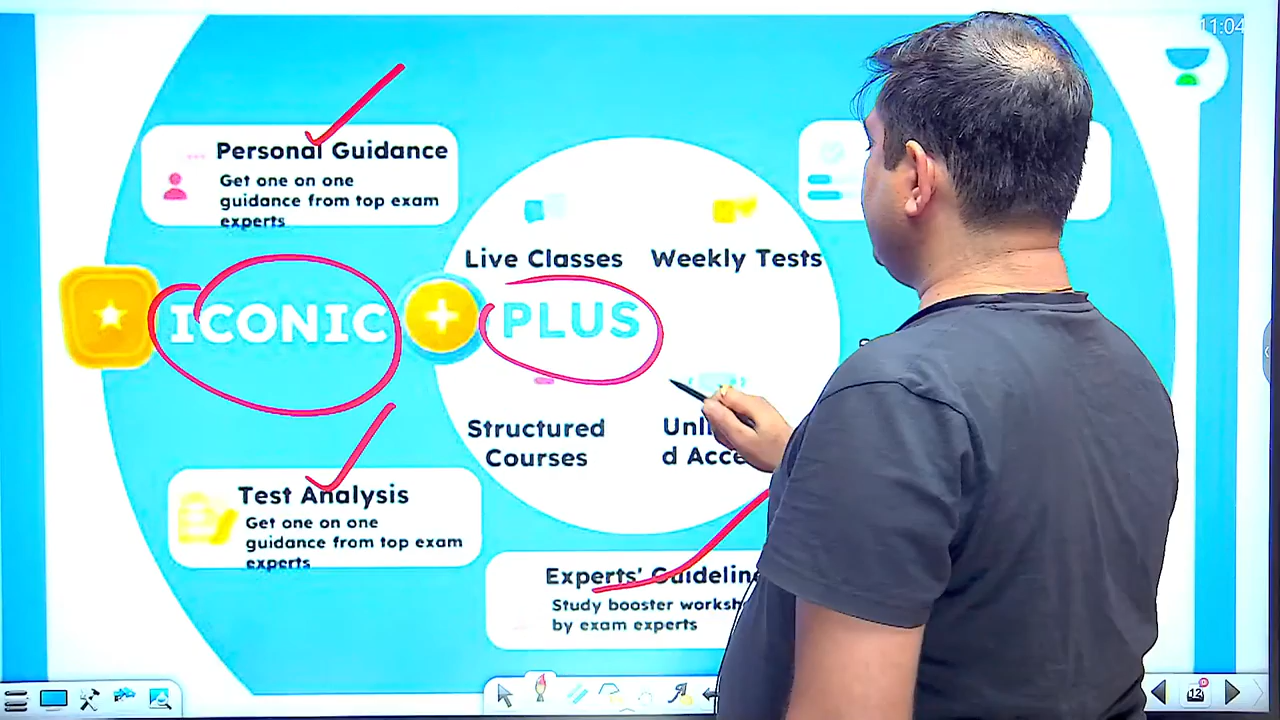 11:04
Personal Guidance
Get one on one
guidance from top exam
experts
Live Classes
Weekly Tests
ICONIC
PLUS
Structured
Courses
d
Test Analysis
Get one on one
guidance from top exam
experts
Experts'
Study booster
by exam experts
12